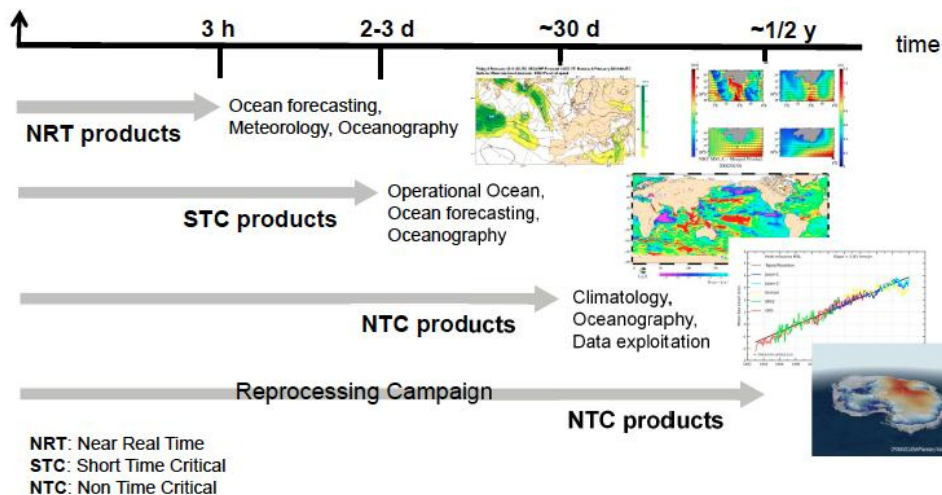 3 h
2-3 d
~30 d
~1/2 y
time
NRT products
Ocean forecasting,
Meteorology, Oceanography
STC products
Operational Ocean,
Ocean forecasting,
Oceanography
NTC products
Climatology,
Oceanography,
Data exploitation
Reprocessing Campaign
NTC products
NRT: Near Real Time
STC: Short Time Critical
NTC: Non Time Critical